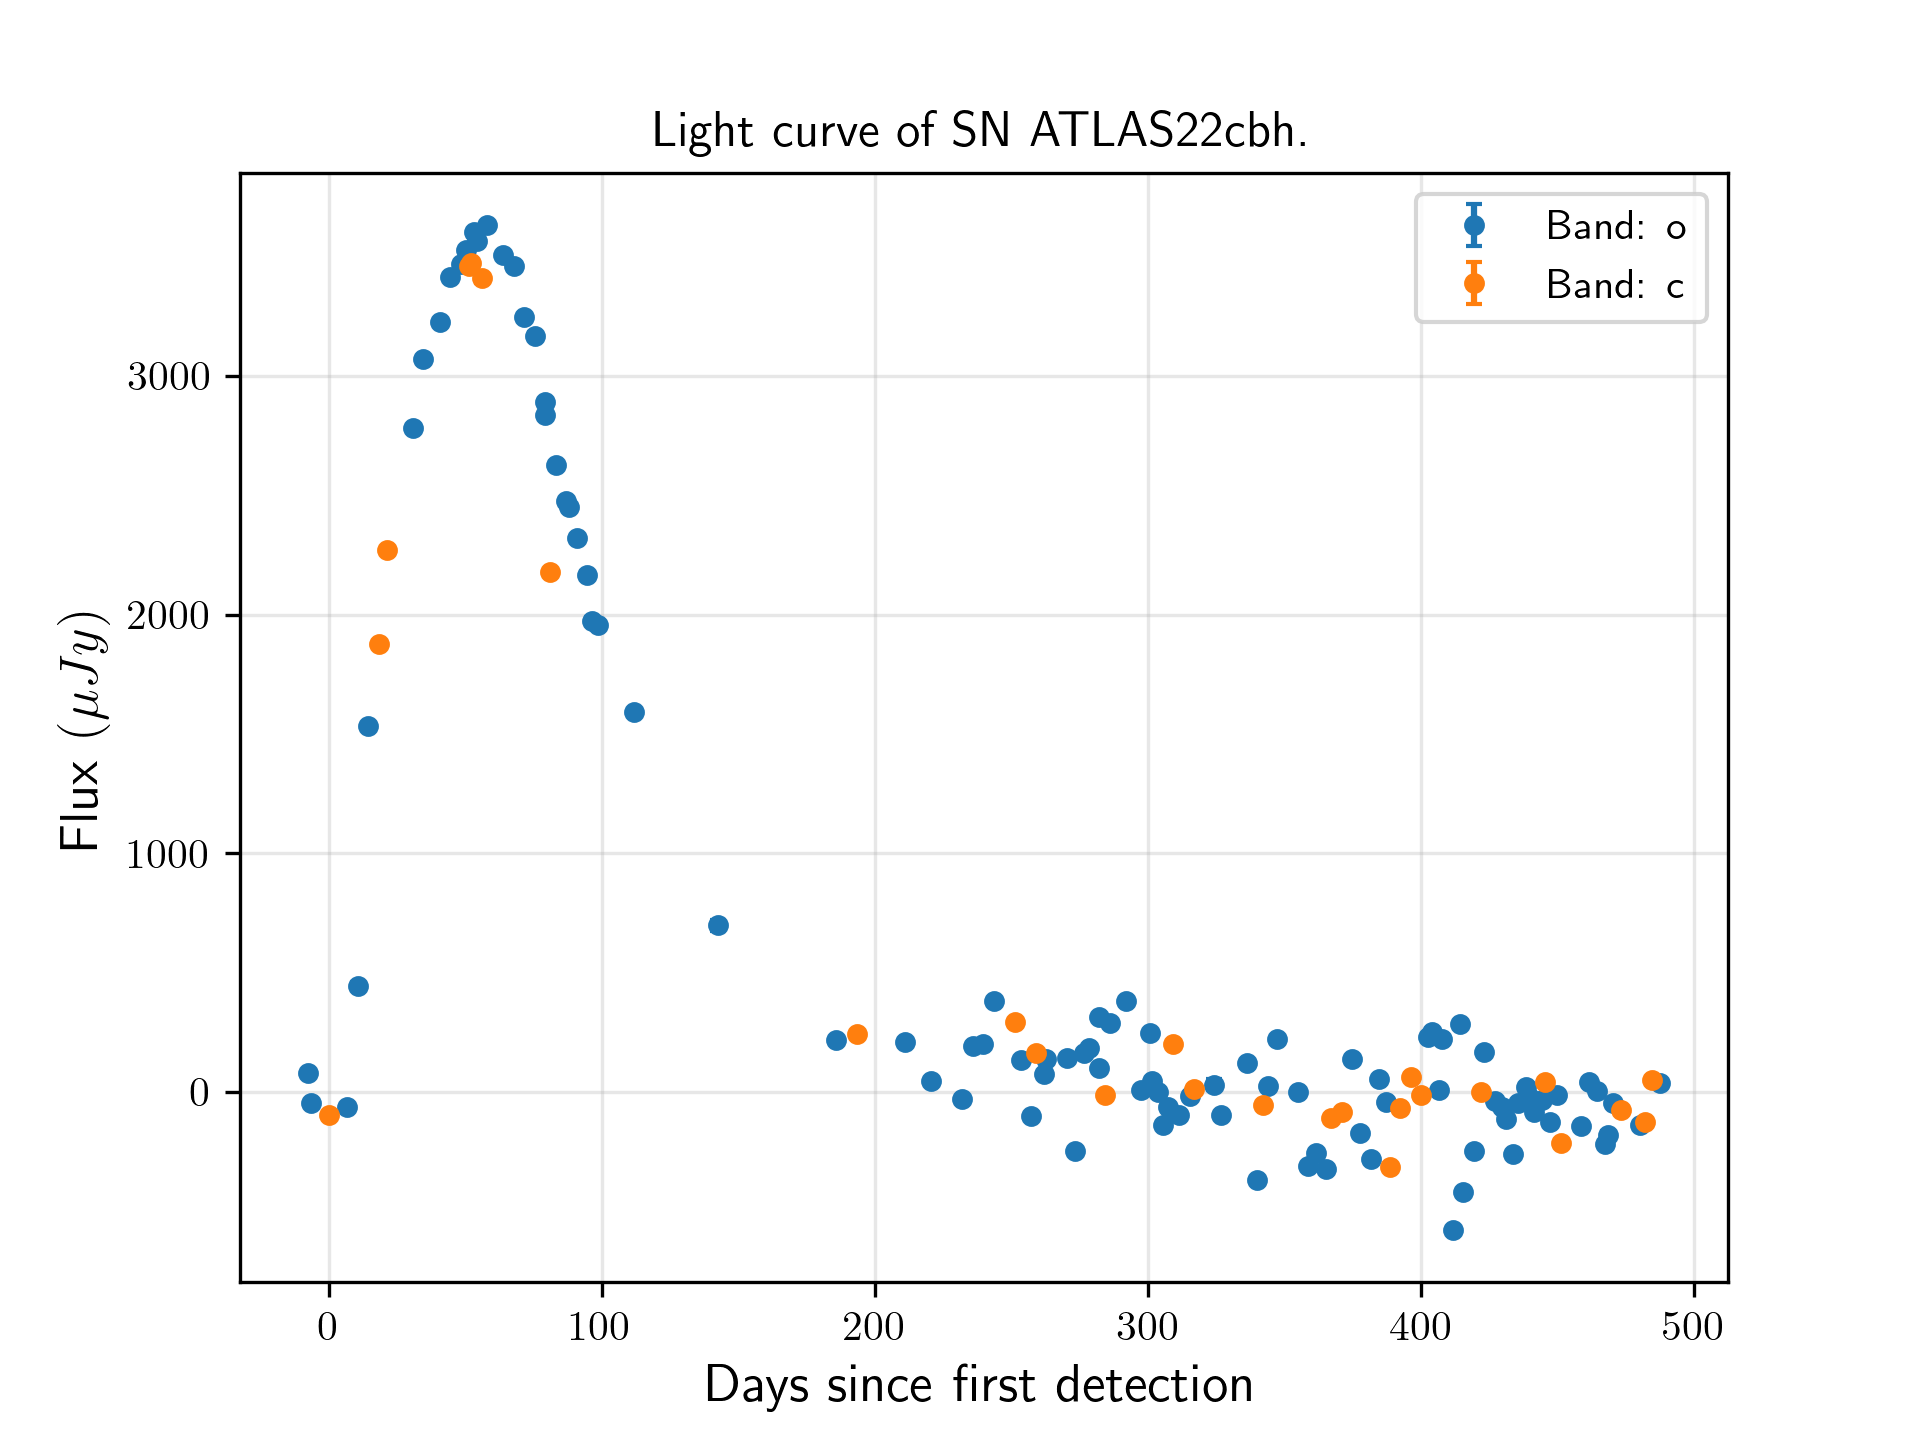 Light curve of SN ATLAS22cbh.
Band: o
Band: c
3000
2000
1000
0
Flux (μJy)
0 100 200 300 400 500
Days since first detection